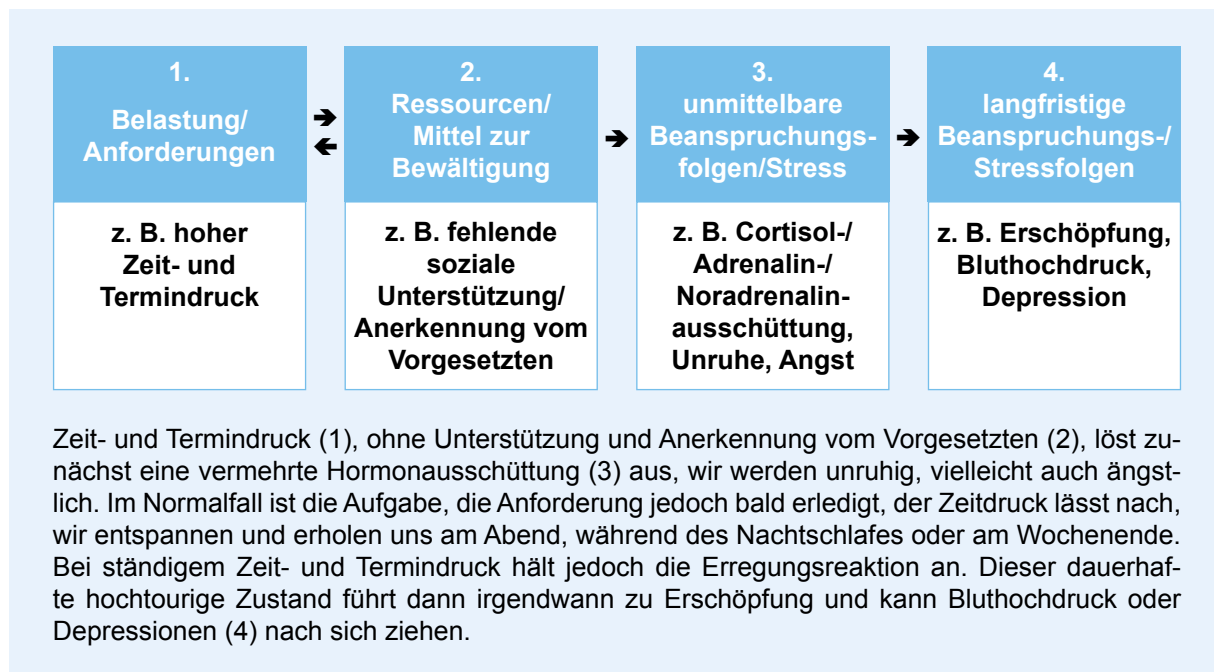 1.
Belastung/
Anforderungen
z. B. hoher
Zeit- und
Termindruck
2.
Ressourcen/
Mittel zur
Bewältigung
z. B. fehlende
soziale
Unterstützung/
Anerkennung vom
Vorgesetzten
3.
unmittelbare
Beanspruchungs-
folgen/Stress
z. B. Cortisol-/
Adrenalin-/
Noradrenalin-
ausschüttung,
Unruhe, Angst
4.
langfristige
Beanspruchungs-/
Stressfolgen
z. B. Erschöpfung,
Bluthochdruck,
Depression
Zeit- und Termindruck (1), ohne Unterstützung und Anerkennung vom Vorgesetzten (2), löst zu-
nächst eine vermehrte Hormonausschüttung (3) aus, wir werden unruhig, vielleicht auch ängst-
lich. Im Normalfall ist die Aufgabe, die Anforderung jedoch bald erledigt, der Zeitdruck lässt nach,
wir entspannen und erholen uns am Abend, während des Nachtschlafes oder am Wochenende.
Bei ständigem Zeit- und Termindruck hält jedoch die Erregungsreaktion an. Dieser dauerhaf-
te hochtourige Zustand führt dann irgendwann zu Erschöpfung und kann Bluthochdruck oder
Depressionen (4) nach sich ziehen.